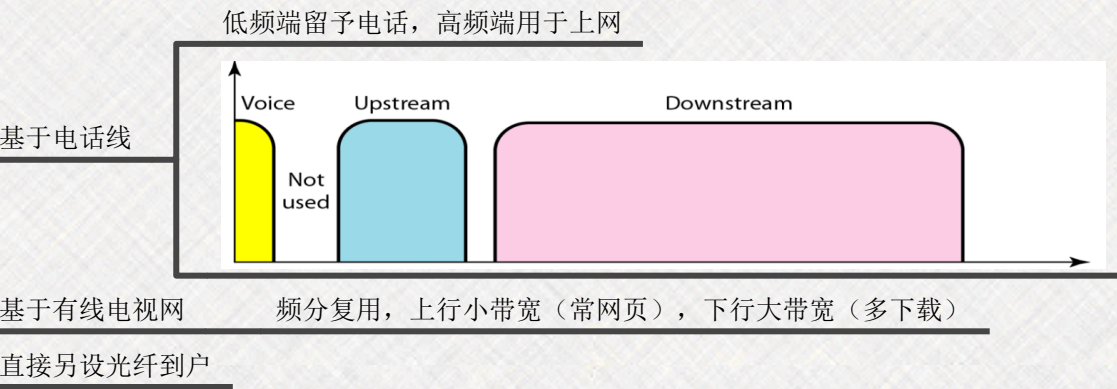 低频端留予电话，高频端用于上网
Voice
Upstream
Downstream
基于电话线
Not
used
基于有线电视网
频分复用，上行小带宽（常网页），下行大带宽（多下载）
直接另设光纤到户